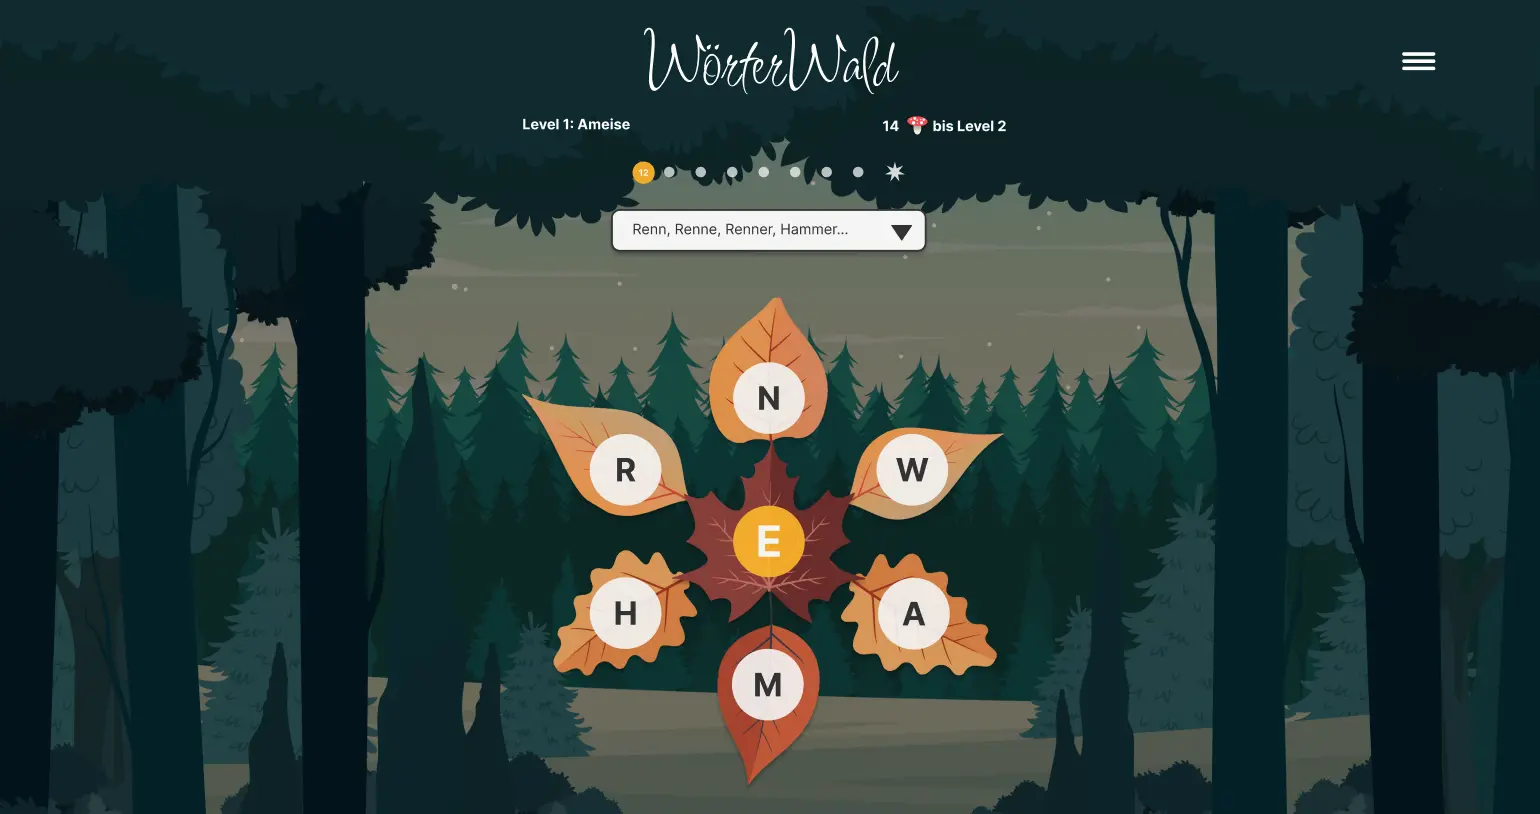 WörterWald
Level 1: Ameise
14 bis Level 2
12
Renn, Renne, Renner, Hammer...
N
R
W
E
H
A
M